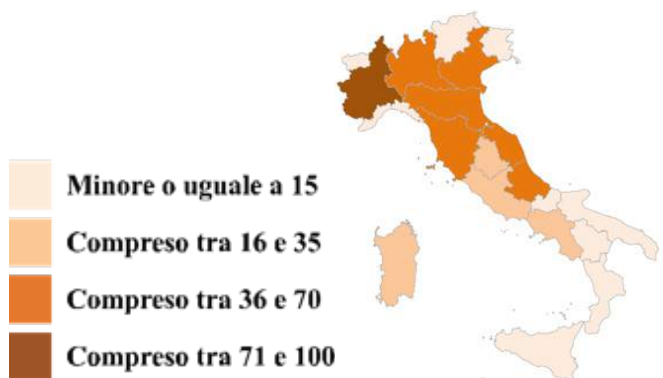 Minore o uguale a 15
Compreso tra 16 e 35
Compreso tra 36 e 70
Compreso tra 71 e 100